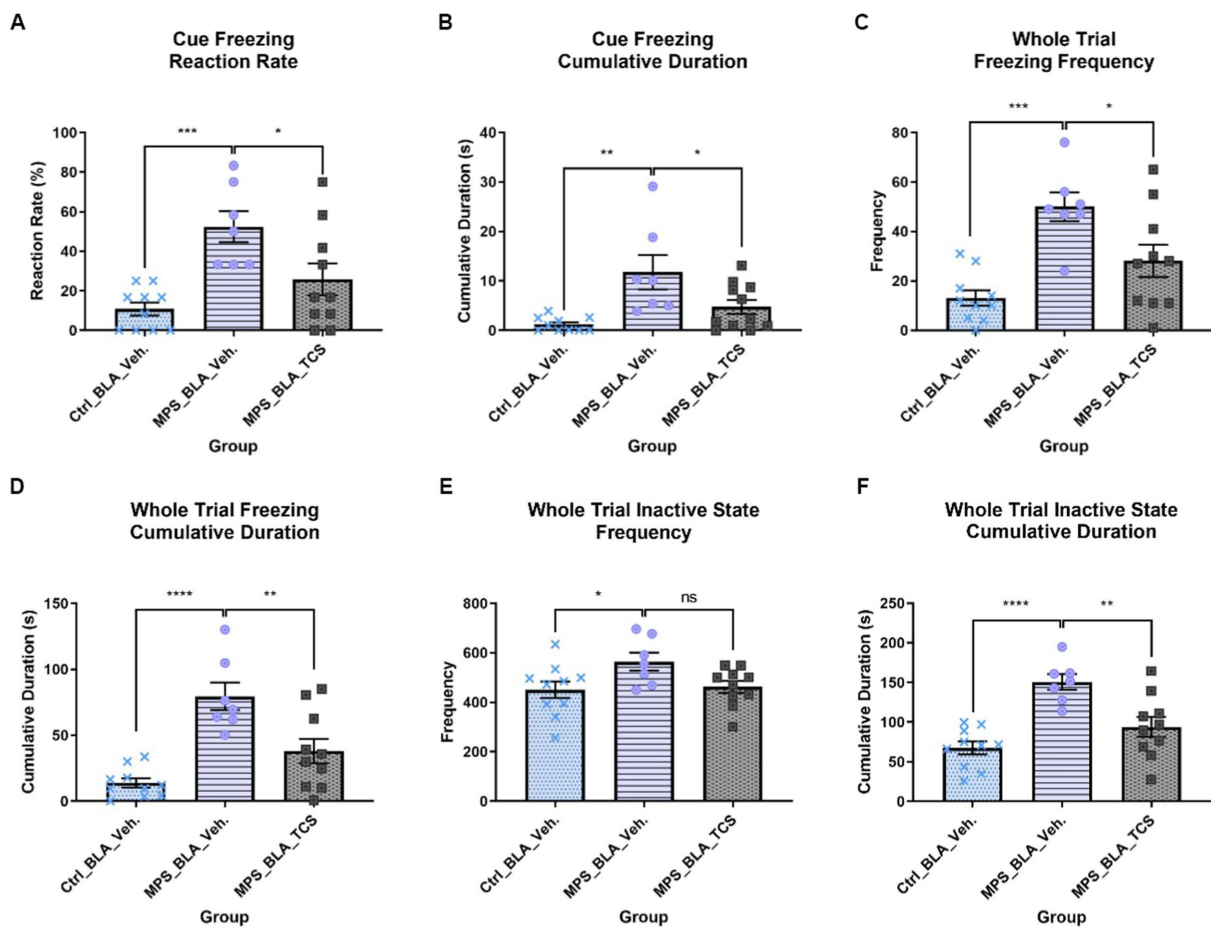 A
Cue Freezing
Reaction Rate
Reaction Rate (%)
100
80
60
40
20
0
***
*
Ctrl_BLA_Veh.
MPS_BLA_Veh.
MPS_BLA_TCS
Group
B
Cue Freezing
Cumulative Duration
Cumulative Duration (s)
40
30
20
10
0
**
*
Ctrl_BLA_Veh.
MPS_BLA_Veh.
MPS_BLA_TCS
Group
C
Whole Trial
Freezing Frequency
Frequency
80
60
40
20
0
***
*
Ctrl_BLA_Veh.
MPS_BLA_Veh.
MPS_BLA_TCS
Group
D
Whole Trial Freezing
Cumulative Duration
Cumulative Duration (s)
150
100
50
0
****
**
Ctrl_BLA_Veh.
MPS_BLA_Veh.
MPS_BLA_TCS
Group
E
Whole Trial Inactive State
Frequency
Frequency
800
600
400
200
0
*
ns
Ctrl_BLA_Veh.
MPS_BLA_Veh.
MPS_BLA_TCS
Group
F
Whole Trial Inactive State
Cumulative Duration
Cumulative Duration (s)
250
200
150
100
50
0
****
**
Ctrl_BLA_Veh.
MPS_BLA_Veh.
MPS_BLA_TCS
Group